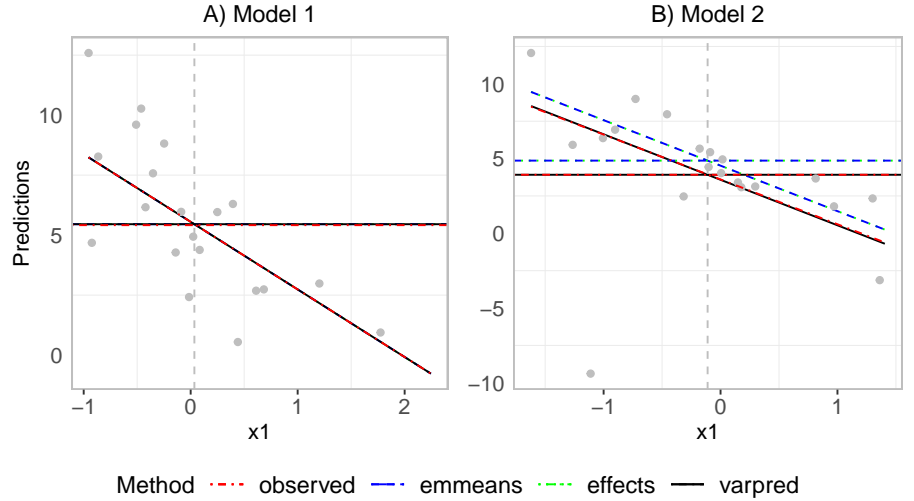 A) Model 1
B) Model 2
Predictions
10
5
0
−1
0
1
2
x1
10
5
0
−5
−10
−1
0
1
x1
Method
observed
emmeans
effects
varpred